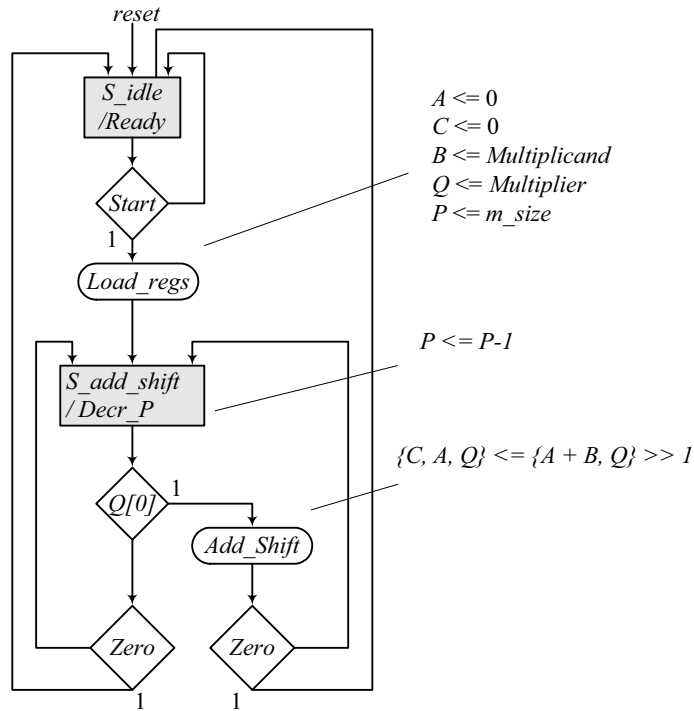 reset
S_idle
/Ready
A <= 0
C <= 0
B <= Multiplicand
Q <= Multiplier
P <= m_size
Start
1
Load_regs
P <= P-1
S_add_shift
/ Decr_P
{C, A, Q} <= {A + B, Q} >> 1
1
Q[0]
Add_Shift
Zero
Zero
1
1